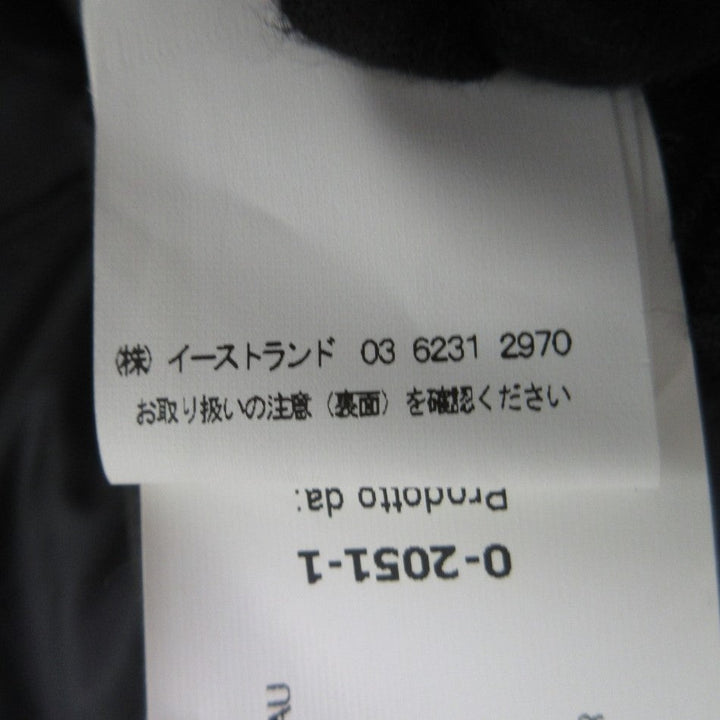 ㈱ イーストランド 03 6231 2970
お取り扱いの注意（裏面）を確認ください
Prodotto da:
0-2051-1
AU